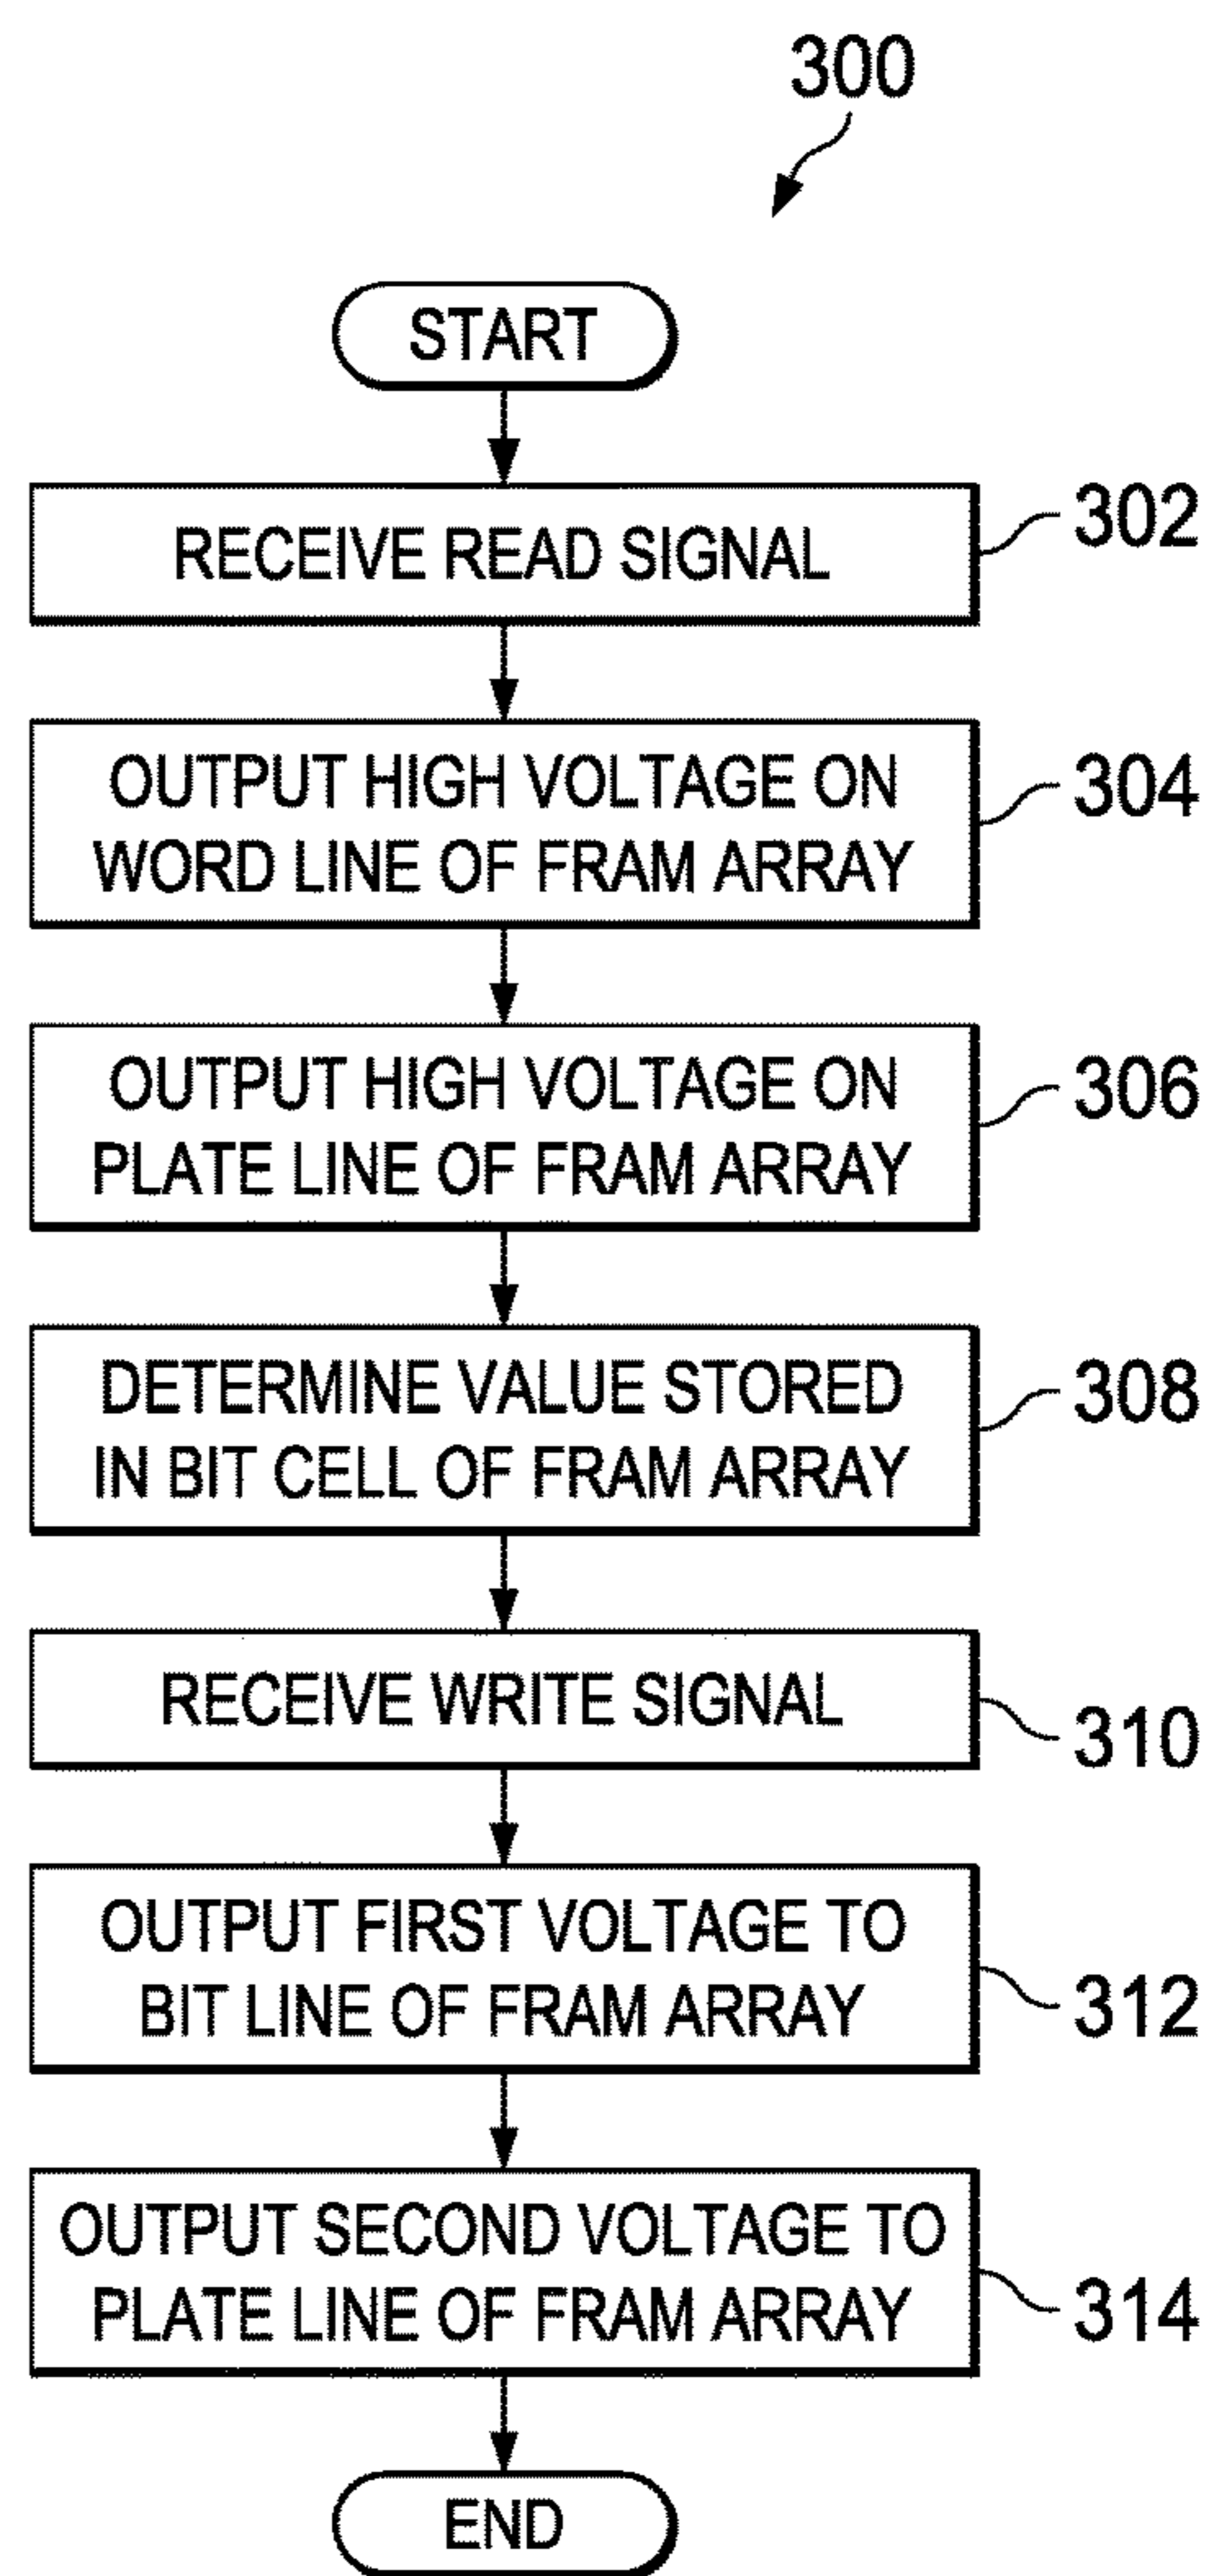 300
START
RECEIVE READ SIGNAL
302
OUTPUT HIGH VOLTAGE ON
WORD LINE OF FRAM ARRAY
304
OUTPUT HIGH VOLTAGE ON
PLATE LINE OF FRAM ARRAY
306
DETERMINE VALUE STORED
IN BIT CELL OF FRAM ARRAY
308
RECEIVE WRITE SIGNAL
310
OUTPUT FIRST VOLTAGE TO
BIT LINE OF FRAM ARRAY
312
OUTPUT SECOND VOLTAGE TO
PLATE LINE OF FRAM ARRAY
314
END